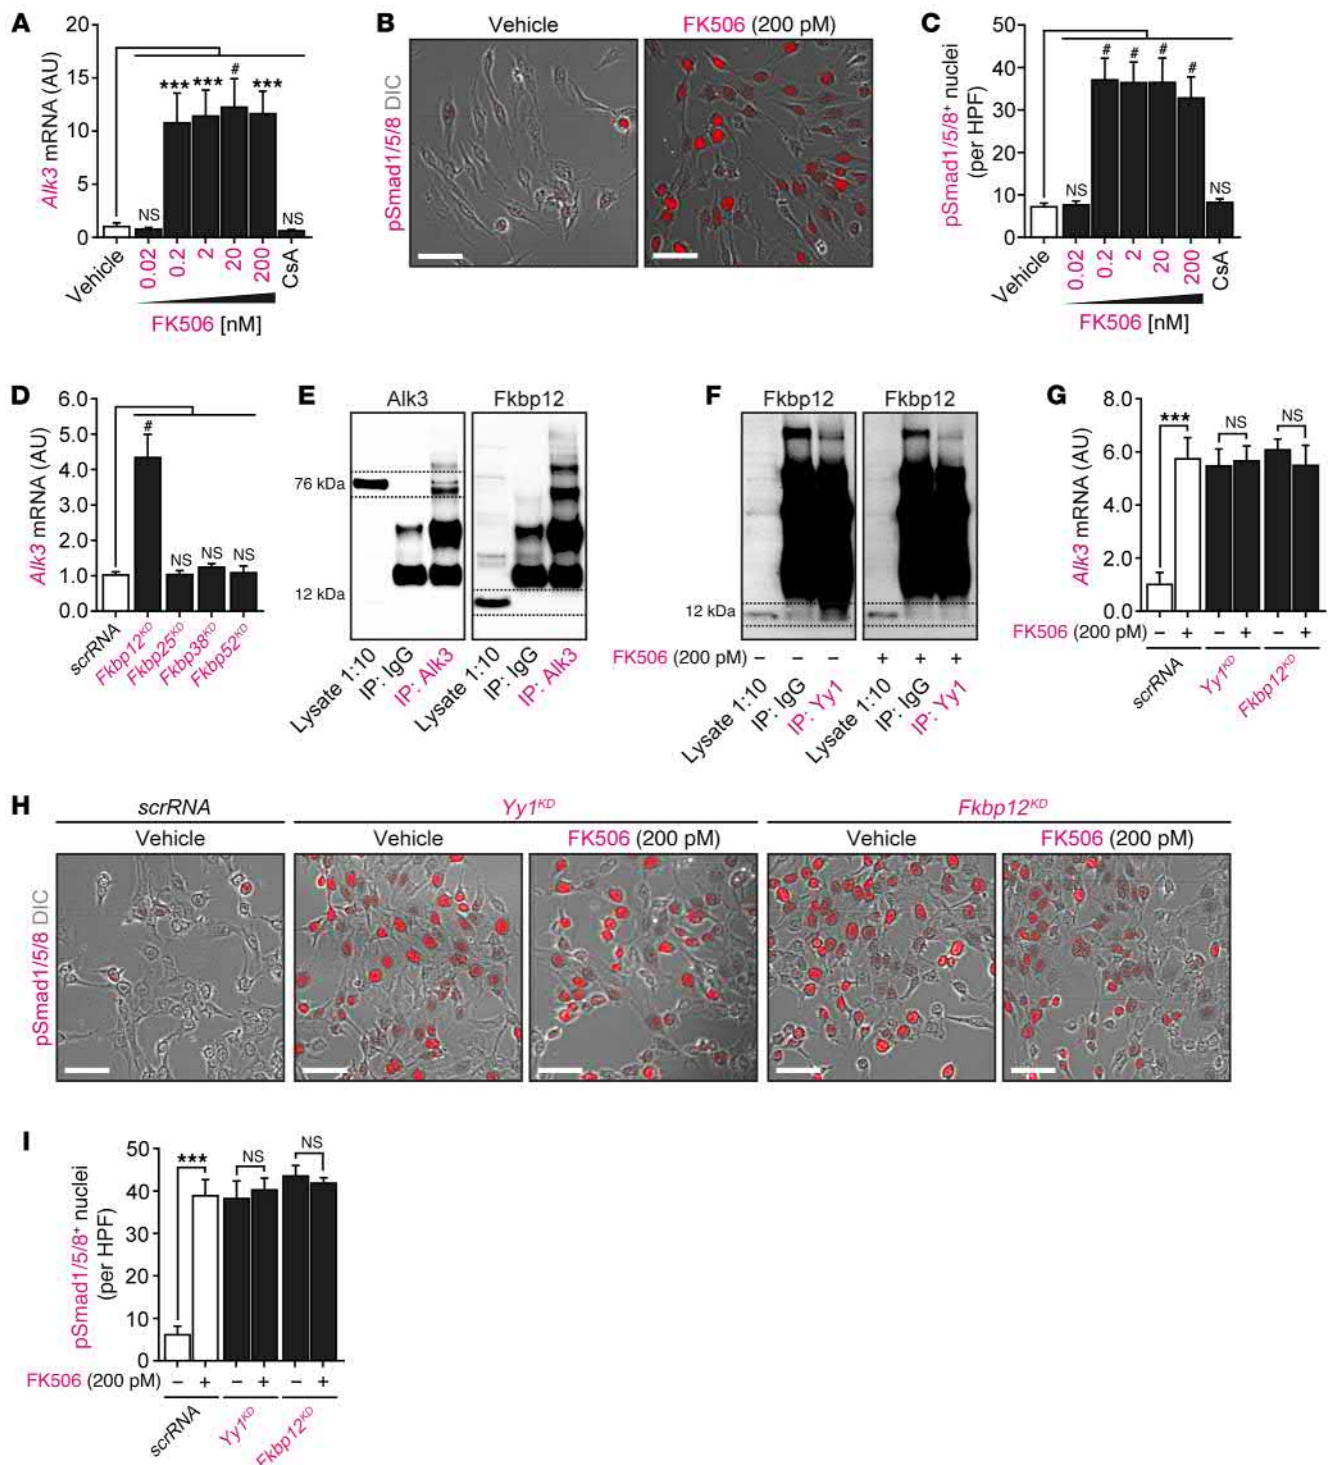 A
Alk3 mRNA (AU)
20
15
10
5
0
NS
***
***
#
***
NS
Vehicle
0.02
0.2
2
20
200
CsA
FK506 [nM]
B
Vehicle
FK506 (200 pM)
pSmad1/5/8 DIC
C
pSmad1/5/8+ nuclei
(per HPF)
50
40
30
20
10
0
NS
#
#
#
#
NS
Vehicle
0.02
0.2
2
20
200
CsA
FK506 [nM]
D
Alk3 mRNA (AU)
6.0
5.0
4.0
3.0
2.0
1.0
0.0
#
NS
NS
NS
scrRNA
Fkbp12KD
Fkbp25KD
Fkbp38KD
Fkbp52KD
E
Alk3
Fkbp12
76 kDa
12 kDa
Lysate 1:10
IP: IgG
IP: Alk3
Lysate 1:10
IP: IgG
IP: Alk3
F
Fkbp12
Fkbp12
12 kDa
FK506 (200 pM) – – – + + +
Lysate 1:10
IP: IgG
IP: Yy1
Lysate 1:10
IP: IgG
IP: Yy1
G
Alk3 mRNA (AU)
8.0
6.0
4.0
2.0
0.0
***
NS
NS
FK506 (200 pM) – + – + – +
scrRNA
Yy1KD
Fkbp12KD
H
scrRNA
Yy1KD
Fkbp12KD
Vehicle
Vehicle
FK506 (200 pM)
Vehicle
FK506 (200 pM)
pSmad1/5/8 DIC
I
pSmad1/5/8+ nuclei
(per HPF)
50
40
30
20
10
0
***
NS
NS
FK506 (200 pM) – + – + – +
scrRNA
Yy1KD
Fkbp12KD